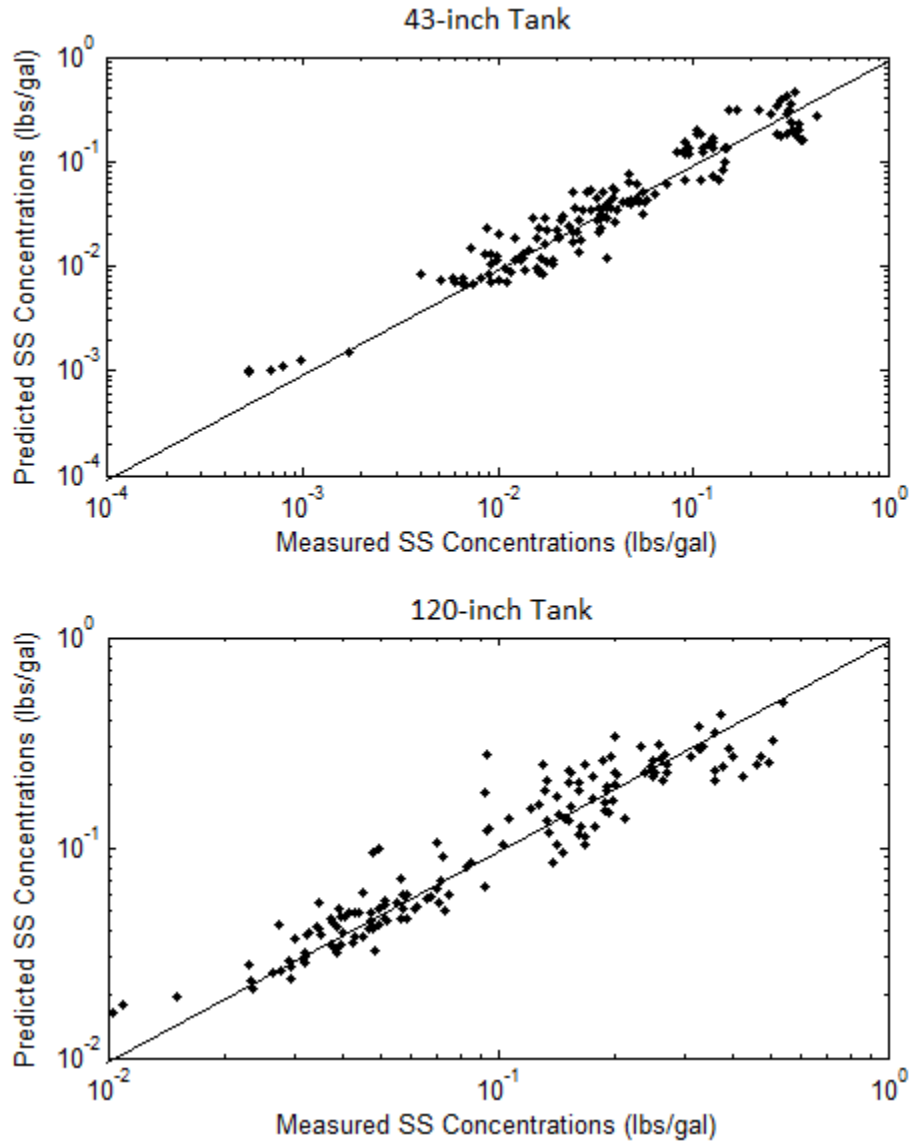 43-inch Tank
Predicted SS Concentrations (lbs/gal)
10^0
10^-1
10^-2
10^-3
10^-4
10^-4 10^-3 10^-2 10^-1 10^0
Measured SS Concentrations (lbs/gal)
120-inch Tank
Predicted SS Concentrations (lbs/gal)
10^0
10^-1
10^-2
10^-2 10^-1 10^0
Measured SS Concentrations (lbs/gal)